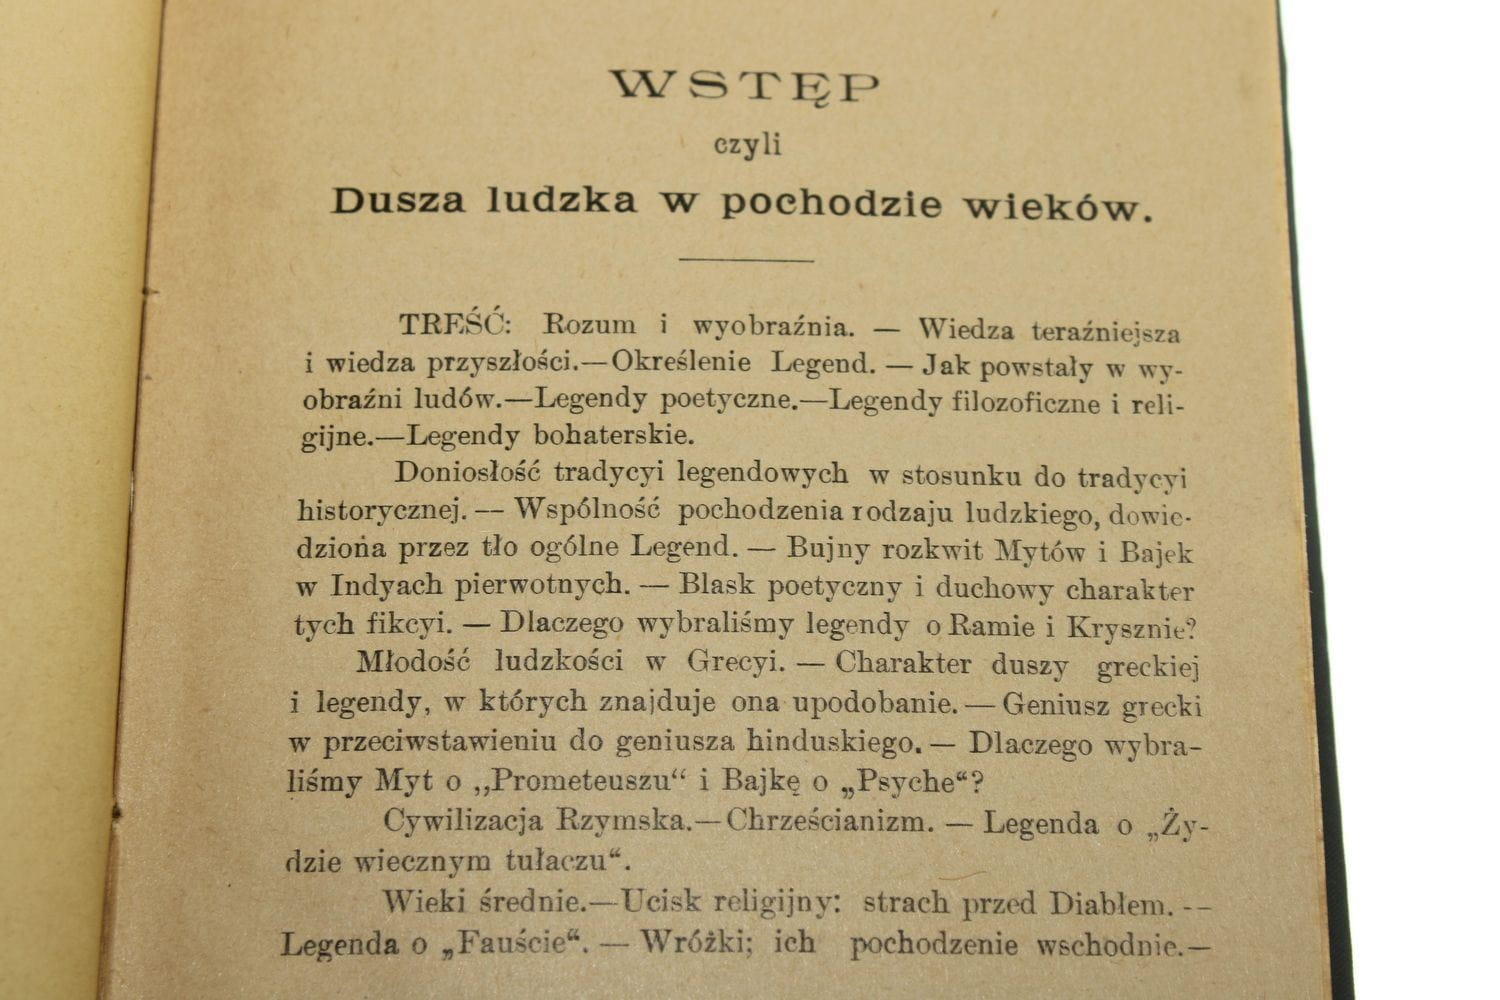 WSTĘP
czyli
Dusza ludzka w pochodzie wieków.
TREŚĆ: Rozum i wyobraźnia. — Wiedza teraźniejsza
i wiedza przyszłości.—Określenie Legend. — Jak powstały w wy-
obraźni ludów.—Legendy poetyczne.—Legendy filozoficzne i reli-
gijne.—Legendy bohaterskie.
Doniosłość tradycyi legendowych w stosunku do tradycyi
historycznej. — Wspólność pochodzenia rodzaju ludzkiego, dowie-
dziona przez tło ogólne Legend. — Bujny rozkwit Mytów i Bajek
w Indyach pierwotnych. — Blask poetyczny i duchowy charakter
tych fikcyi. — Dlaczego wybraliśmy legendy o Ramie i Krysznie?
Młodość ludzkości w Grecyi. — Charakter duszy greckiej
i legendy, w których znajduje ona upodobanie. — Geniusz grecki
w przeciwstawieniu do geniusza hinduskiego. — Dlaczego wybra-
liśmy Myt o ,,Prometeuszu“ i Bajkę o „Psyche“?
Cywilizacja Rzymska.—Chrześcianizm. — Legenda o „Ży-
dzie wiecznym tułaczu“.
Wieki średnie.—Ucisk religijny: strach przed Diabłem. --
Legenda o „Fauście“. — Wróżki; ich pochodzenie wschodnie.—